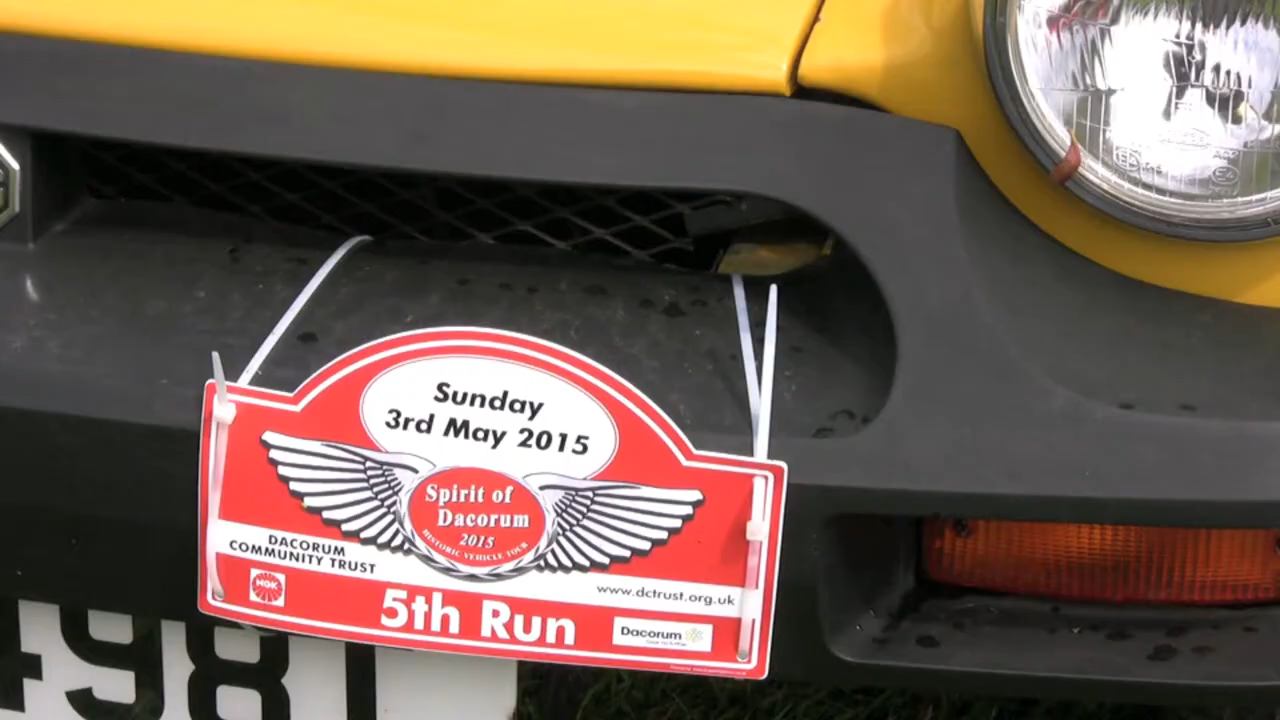 Sunday
3rd May 2015
Spirit of
Dacorum
2015
HISTORIC VEHICLE TOUR
DACORUM
COMMUNITY TRUST
www.dctrust.org.uk
NGK
5th Run
Dacorum
498